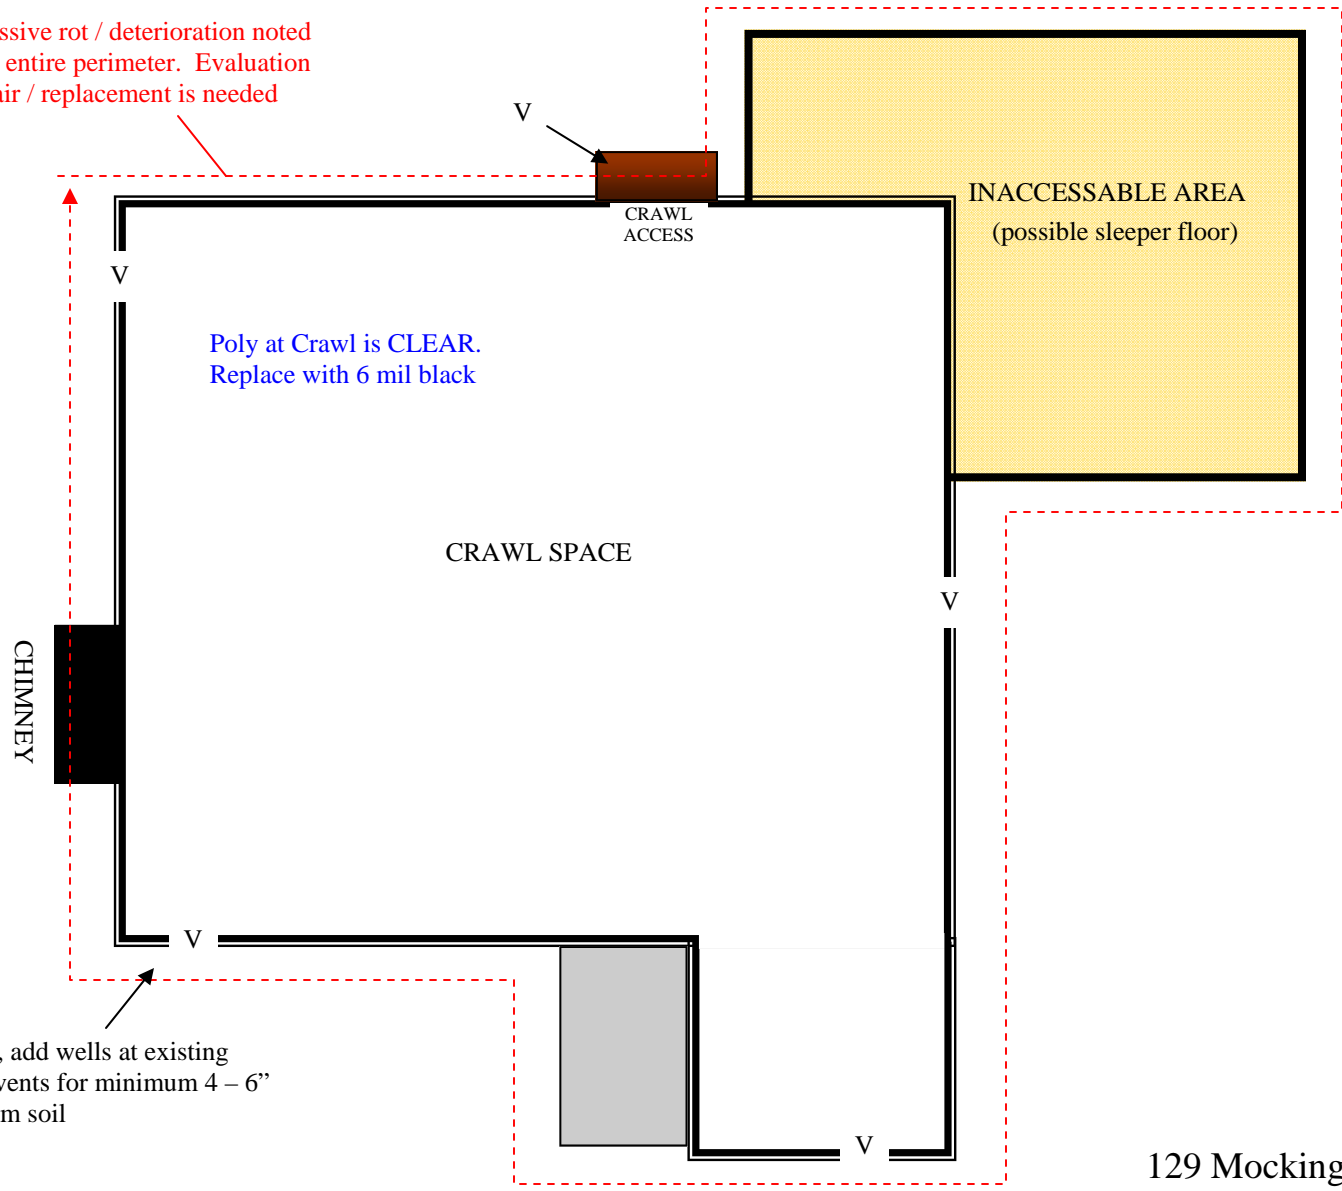 ssive rot / deterioration noted
entire perimeter. Evaluation
air / replacement is needed
V
CRAWL
ACCESS
INACCESSABLE AREA
(possible sleeper floor)
V
Poly at Crawl is CLEAR.
Replace with 6 mil black
CRAWL SPACE
V
CHIMNEY
V
, add wells at existing
vents for minimum 4 – 6”
m soil
V
129 Mocking